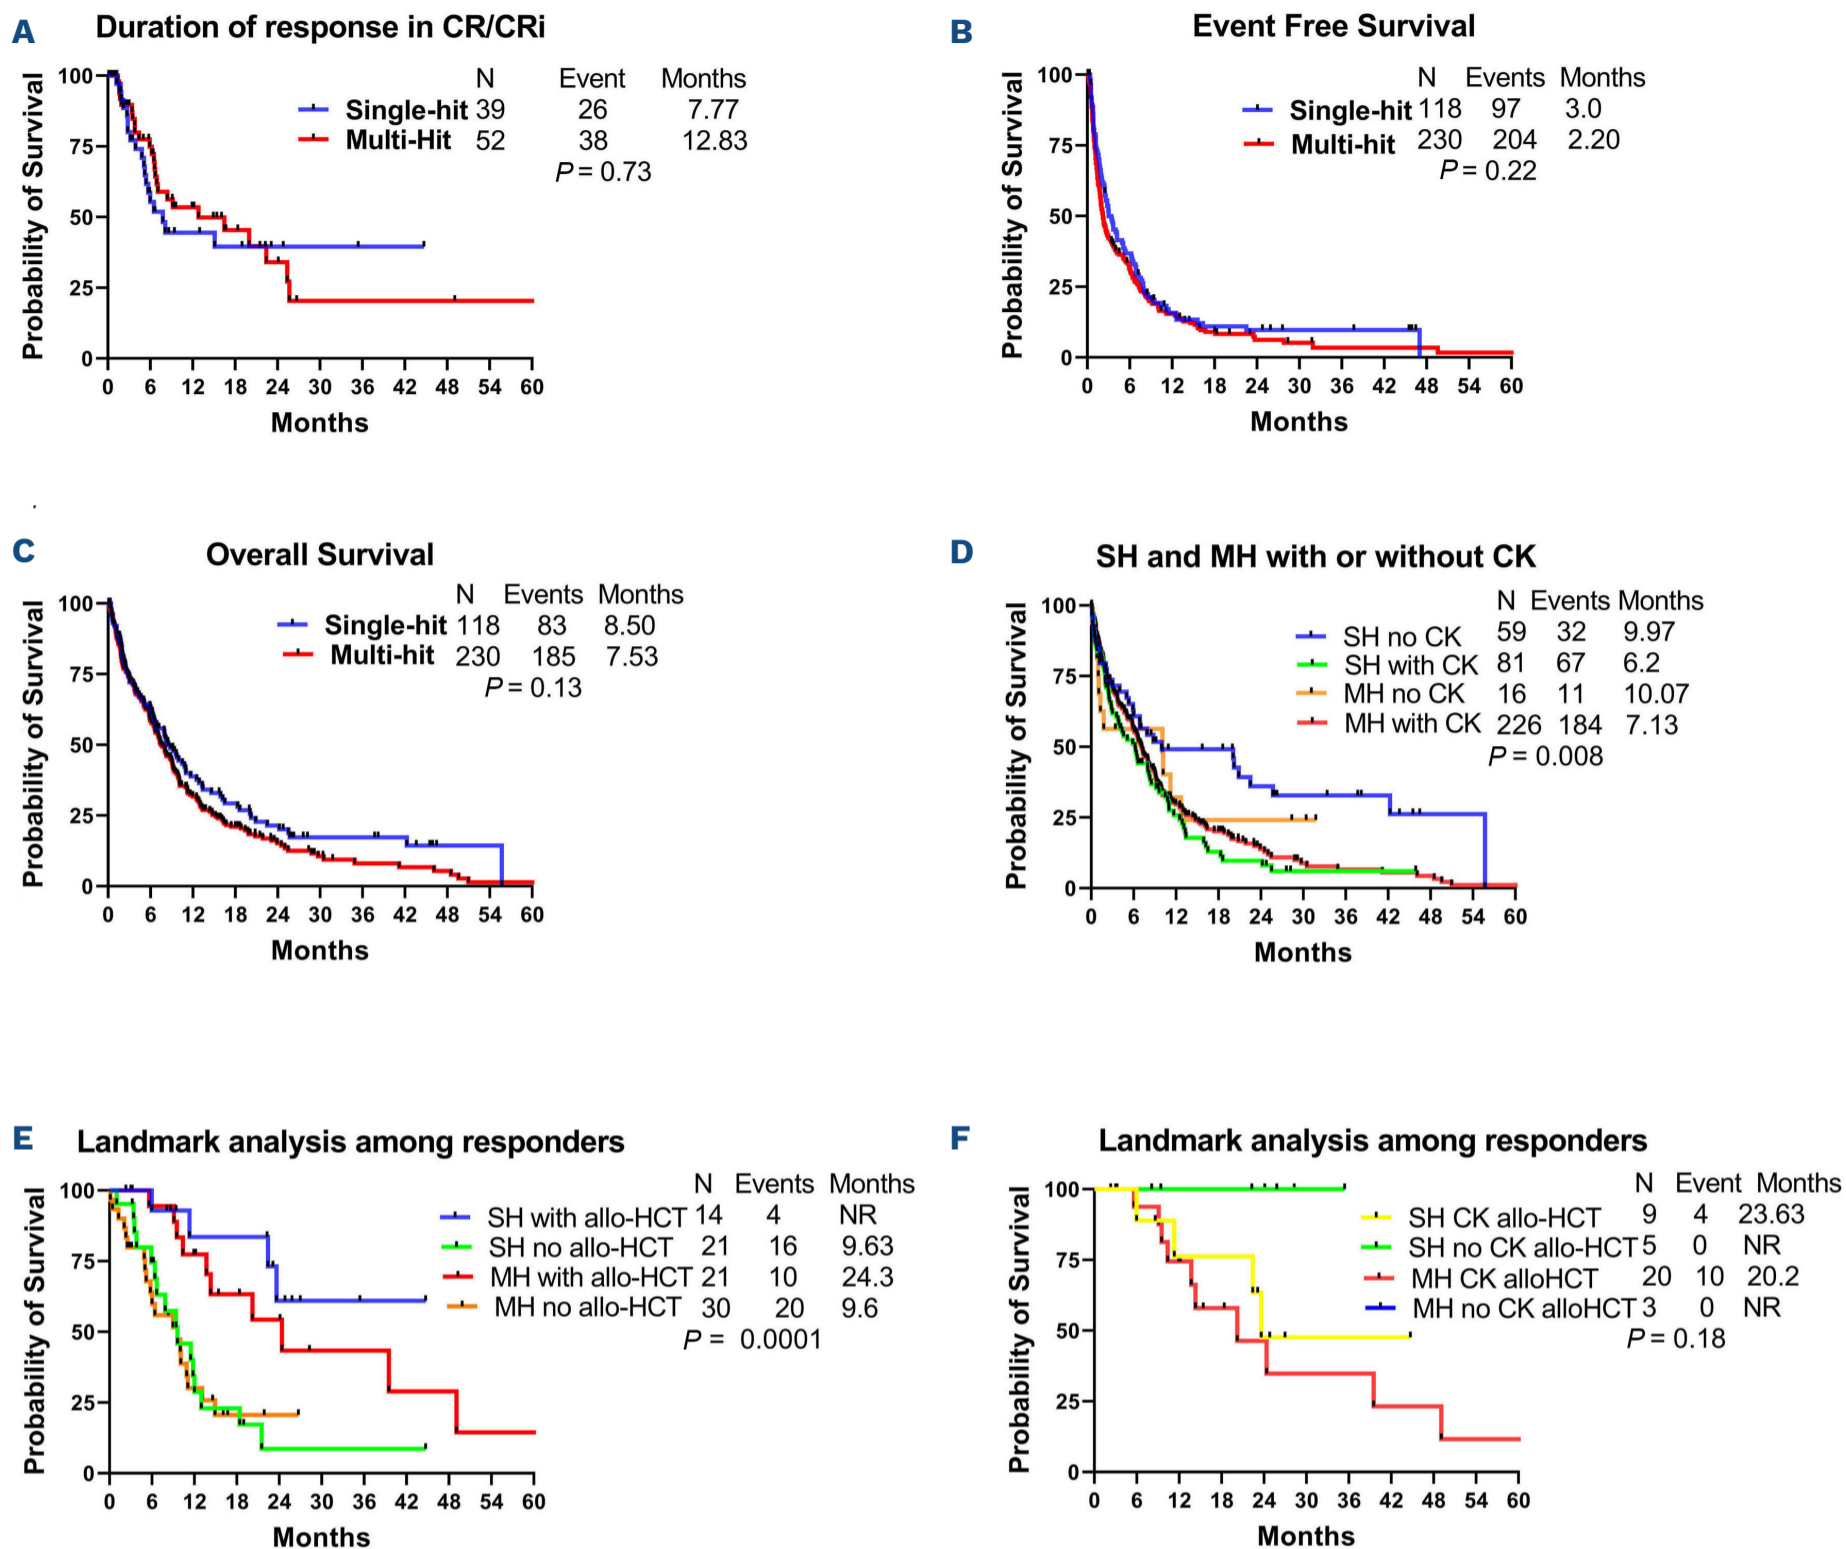 A Duration of response in CR/CRi
N Event Months
Single-hit 39 26 7.77
Multi-Hit 52 38 12.83
P = 0.73
Probability of Survival
100
75
50
25
0
0 6 12 18 24 30 36 42 48 54 60
Months
B Event Free Survival
N Events Months
Single-hit 118 97 3.0
Multi-hit 230 204 2.20
P = 0.22
Probability of Survival
100
75
50
25
0
0 6 12 18 24 30 36 42 48 54 60
Months
C Overall Survival
N Events Months
Single-hit 118 83 8.50
Multi-hit 230 185 7.53
P = 0.13
Probability of Survival
100
75
50
25
0
0 6 12 18 24 30 36 42 48 54 60
Months
D SH and MH with or without CK
N Events Months
SH no CK 59 32 9.97
SH with CK 81 67 6.2
MH no CK 16 11 10.07
MH with CK 226 184 7.13
P = 0.008
Probability of Survival
100
75
50
25
0
0 6 12 18 24 30 36 42 48 54 60
Months
E Landmark analysis among responders
N Events Months
SH with allo-HCT 14 4 NR
SH no allo-HCT 21 16 9.63
MH with allo-HCT 21 10 24.3
MH no allo-HCT 30 20 9.6
P = 0.0001
Probability of Survival
100
75
50
25
0
0 6 12 18 24 30 36 42 48 54 60
Months
F Landmark analysis among responders
N Event Months
SH CK allo-HCT 9 4 23.63
SH no CK allo-HCT 5 0 NR
MH CK alloHCT 20 10 20.2
MH no CK alloHCT 3 0 NR
P = 0.18
Probability of Survival
100
75
50
25
0
0 6 12 18 24 30 36 42 48 54 60
Months